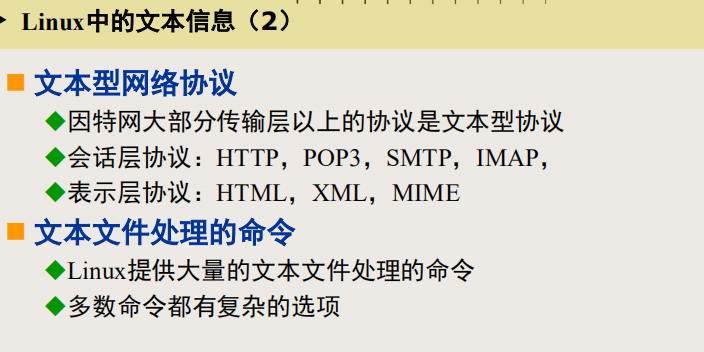 Linux中的文本信息（2）
文本型网络协议
因特网大部分传输层以上的协议是文本型协议
会话层协议：HTTP，POP3，SMTP，IMAP，
表示层协议：HTML，XML，MIME
文本文件处理的命令
Linux提供大量的文本文件处理的命令
多数命令都有复杂的选项